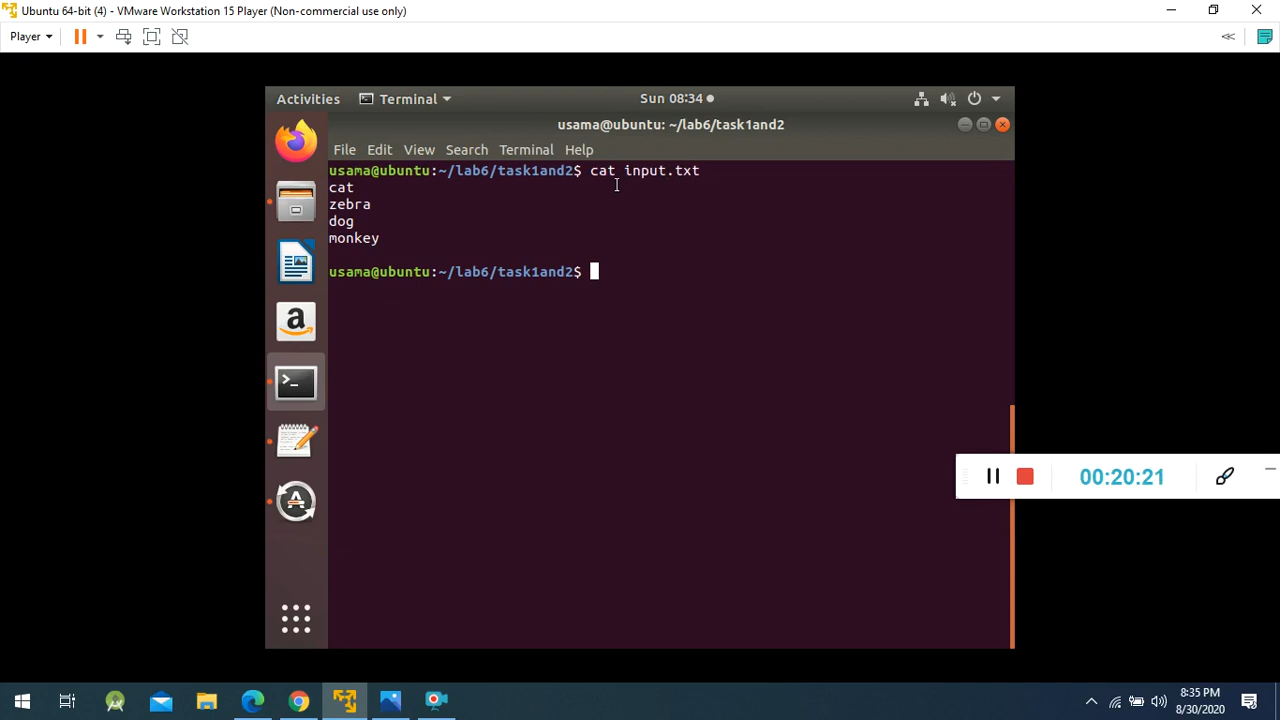 Ubuntu 64-bit (4) - VMware Workstation 15 Player (Non-commercial use only)
Player
Activities Terminal Sun 08:34
usama@ubuntu: ~/lab6/task1and2
File Edit View Search Terminal Help
usama@ubuntu:~/lab6/task1and2$ cat input.txt
cat
zebra
dog
monkey
usama@ubuntu:~/lab6/task1and2$
00:20:21
8:35 PM
8/30/2020